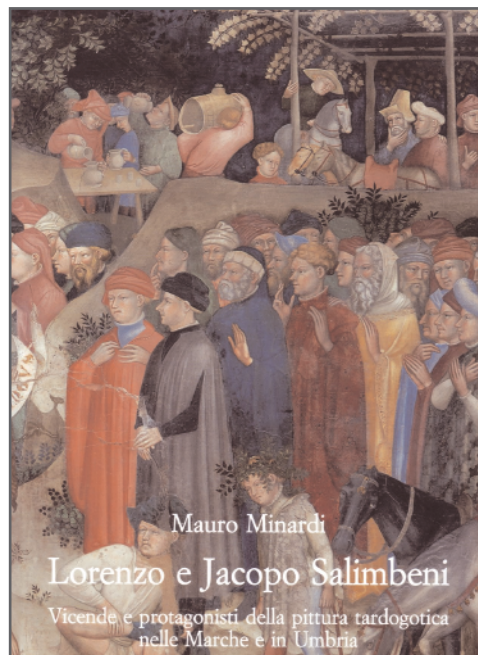 Mauro Minardi
Lorenzo e Jacopo Salimbeni
Vicende e protagonisti della pittura tardogotica
nelle Marche e in Umbria